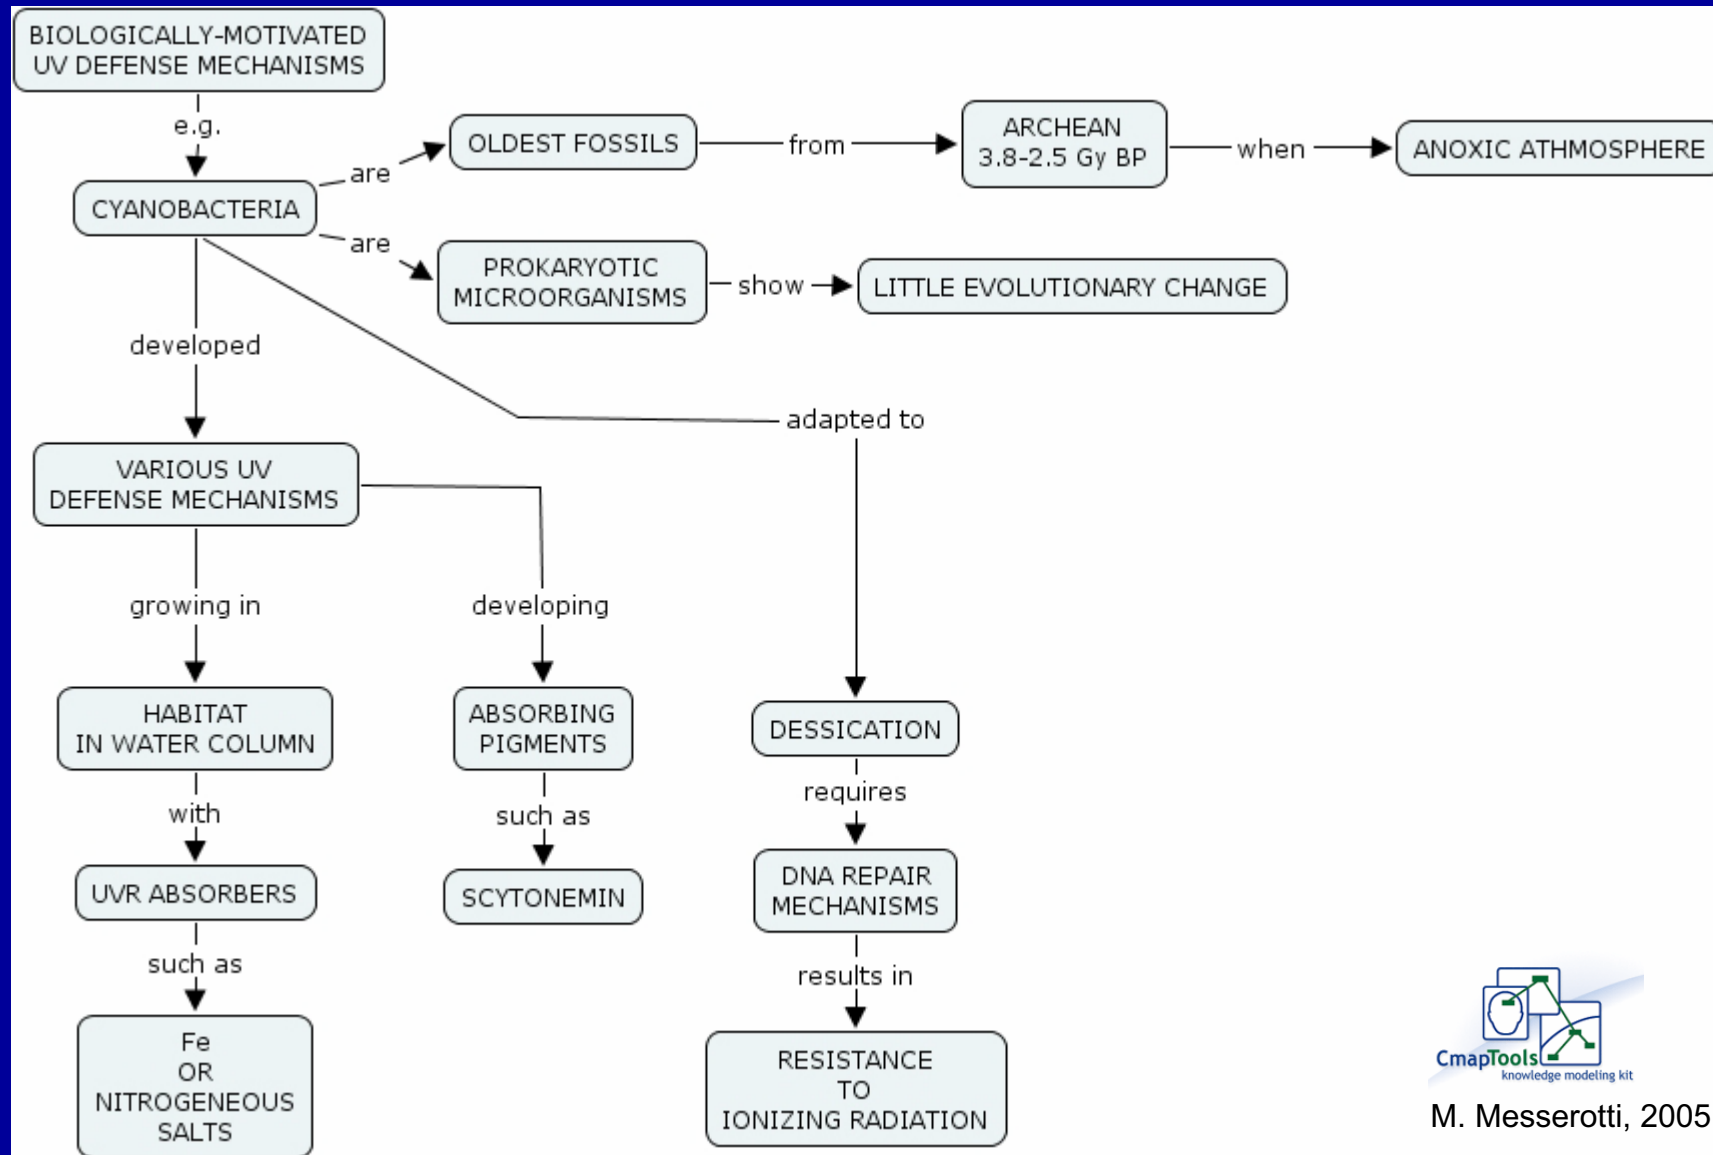 BIOLOGICALLY-MOTIVATED
UV DEFENSE MECHANISMS
e.g.
CYANOBACTERIA
are
OLDEST FOSSILS
from
ARCHEAN
3.8-2.5 Gy BP
when
ANOXIC ATHMOSPHERE
are
PROKARYOTIC
MICROORGANISMS
show
LITTLE EVOLUTIONARY CHANGE
developed
adapted to
VARIOUS UV
DEFENSE MECHANISMS
growing in
developing
HABITAT
IN WATER COLUMN
ABSORBING
PIGMENTS
DESSICATION
with
such as
requires
UVR ABSORBERS
SCYTONEMIN
DNA REPAIR
MECHANISMS
such as
results in
Fe
OR
NITROGENEOUS
SALTS
RESISTANCE
TO
IONIZING RADIATION
CmapTools
knowledge modeling kit
M. Messerotti, 2005